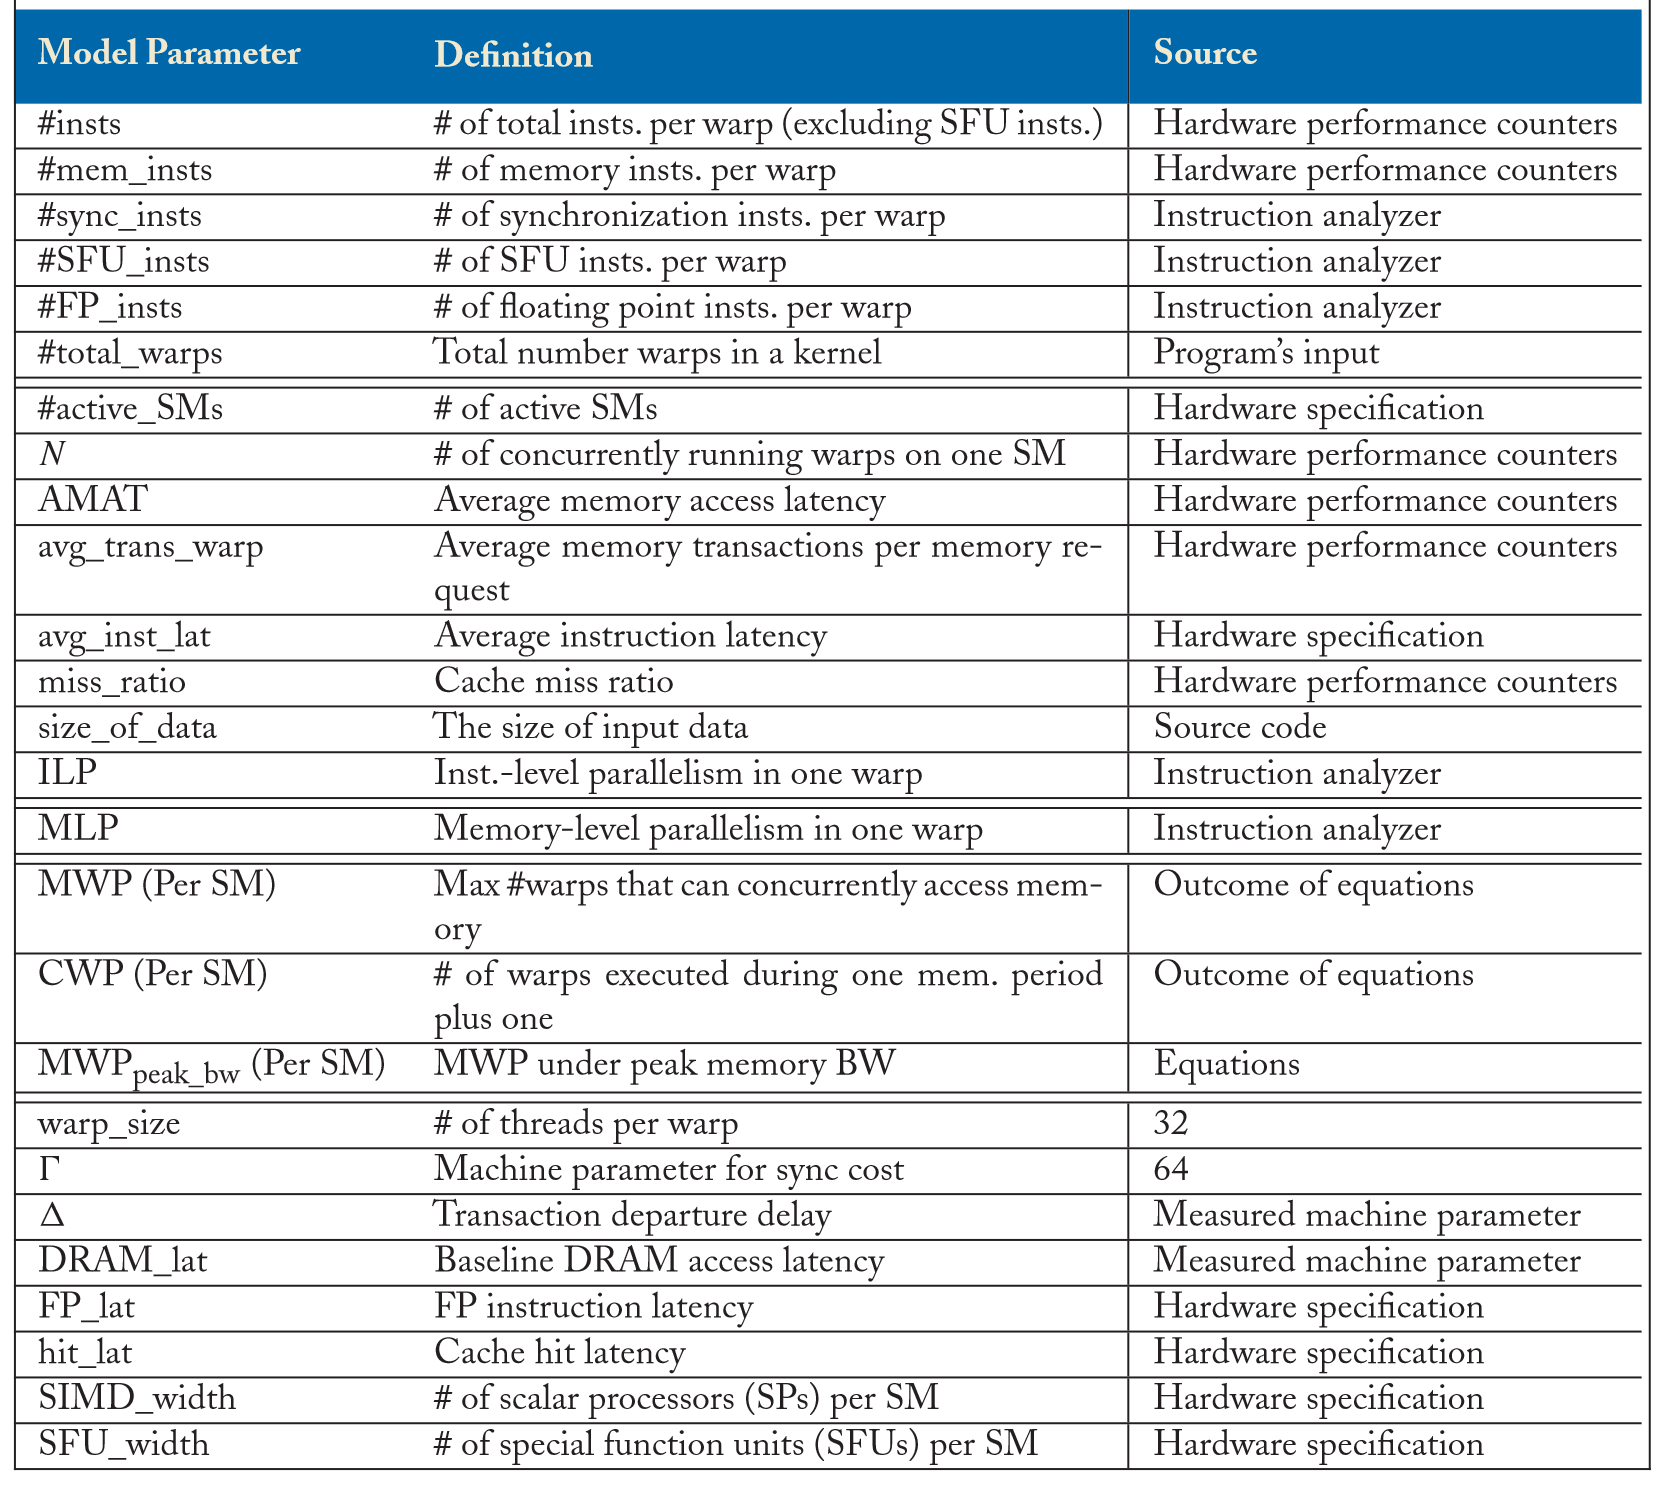 Model Parameter Definition Source
#insts # of total insts. per warp (excluding SFU insts.) Hardware performance counters
#mem_insts # of memory insts. per warp Hardware performance counters
#sync_insts # of synchronization insts. per warp Instruction analyzer
#SFU_insts # of SFU insts. per warp Instruction analyzer
#FP_insts # of floating point insts. per warp Instruction analyzer
#total_warps Total number warps in a kernel Program's input
#active_SMs # of active SMs Hardware specification
N # of concurrently running warps on one SM Hardware performance counters
AMAT Average memory access latency Hardware performance counters
avg_trans_warp Average memory transactions per memory re- Hardware performance counters
quest
avg_inst_lat Average instruction latency Hardware specification
miss_ratio Cache miss ratio Hardware performance counters
size_of_data The size of input data Source code
ILP Inst.-level parallelism in one warp Instruction analyzer
MLP Memory-level parallelism in one warp Instruction analyzer
MWP (Per SM) Max #warps that can concurrently access mem- Outcome of equations
ory
CWP (Per SM) # of warps executed during one mem. period Outcome of equations
plus one
MWPpeak_bw (Per SM) MWP under peak memory BW Equations
warp_size # of threads per warp 32
Γ Machine parameter for sync cost 64
Δ Transaction departure delay Measured machine parameter
DRAM_lat Baseline DRAM access latency Measured machine parameter
FP_lat FP instruction latency Hardware specification
hit_lat Cache hit latency Hardware specification
SIMD_width # of scalar processors (SPs) per SM Hardware specification
SFU_width # of special function units (SFUs) per SM Hardware specification